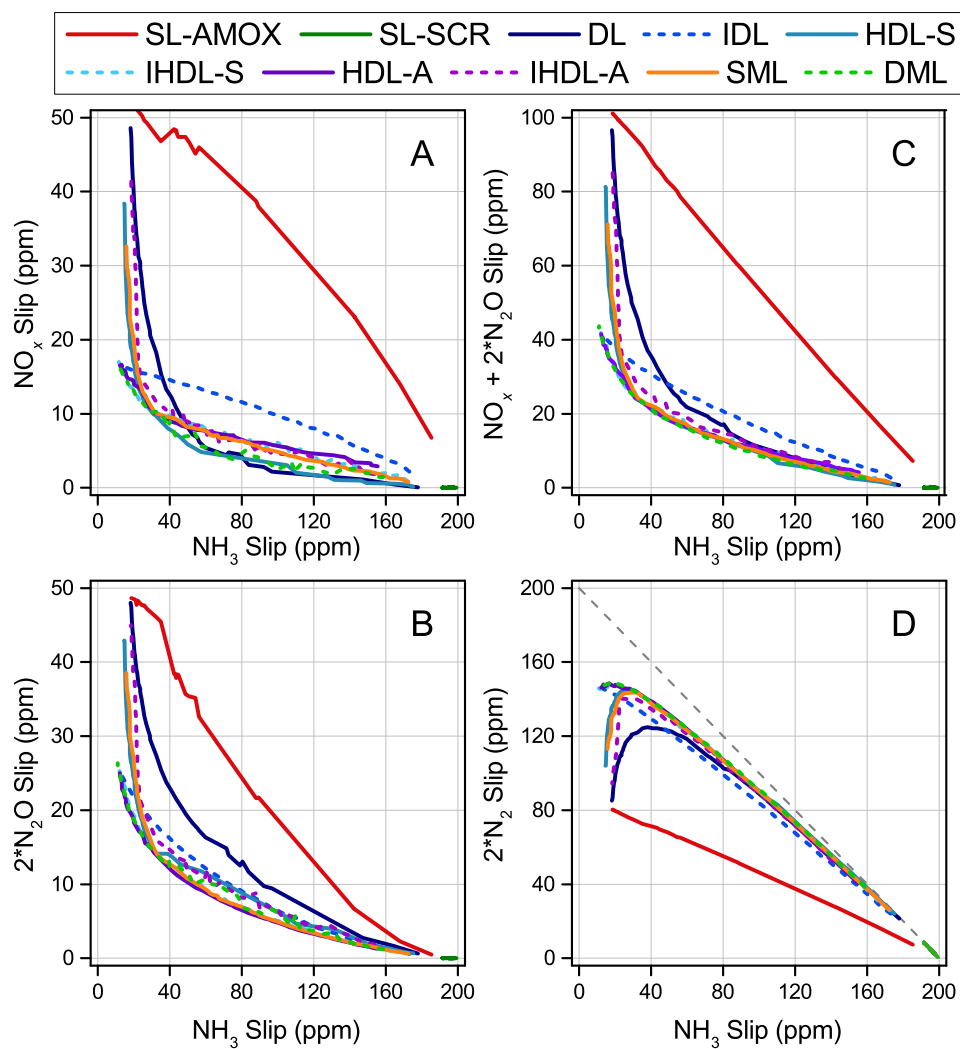 SL-AMOX SL-SCR DL IDL HDL-S
IHDL-S HDL-A IHDL-A SML DML
A
NOx Slip (ppm)
50
40
30
20
10
0
0 40 80 120 160 200
NH3 Slip (ppm)
C
NOx + 2*N2O Slip (ppm)
100
80
60
40
20
0
0 40 80 120 160 200
NH3 Slip (ppm)
B
2*N2O Slip (ppm)
50
40
30
20
10
0
0 40 80 120 160 200
NH3 Slip (ppm)
D
2*N2 Slip (ppm)
200
160
120
80
40
0
0 40 80 120 160 200
NH3 Slip (ppm)